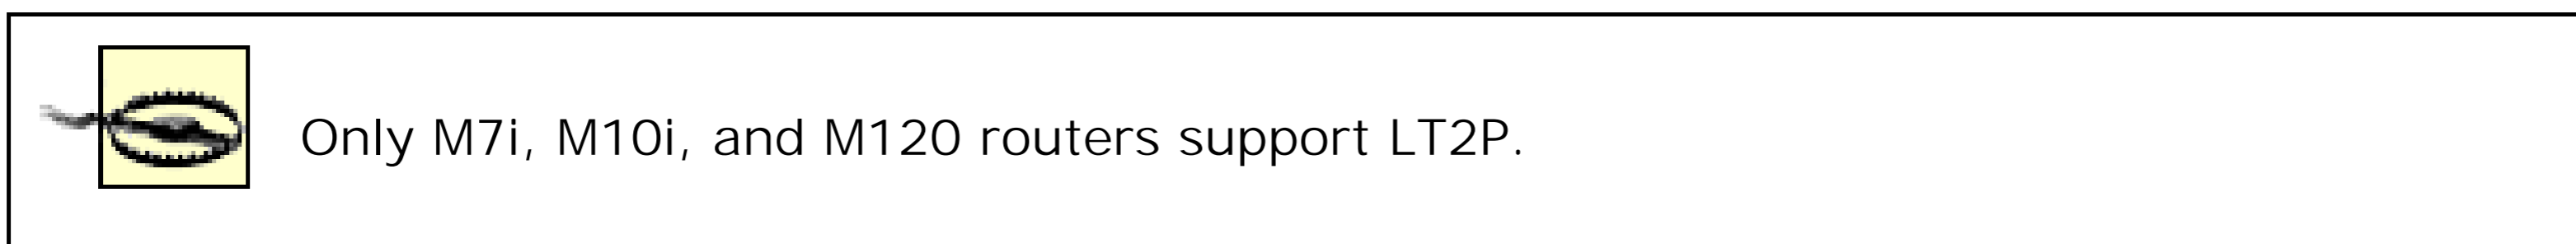 Only M7i, M10i, and M120 routers support LT2P.